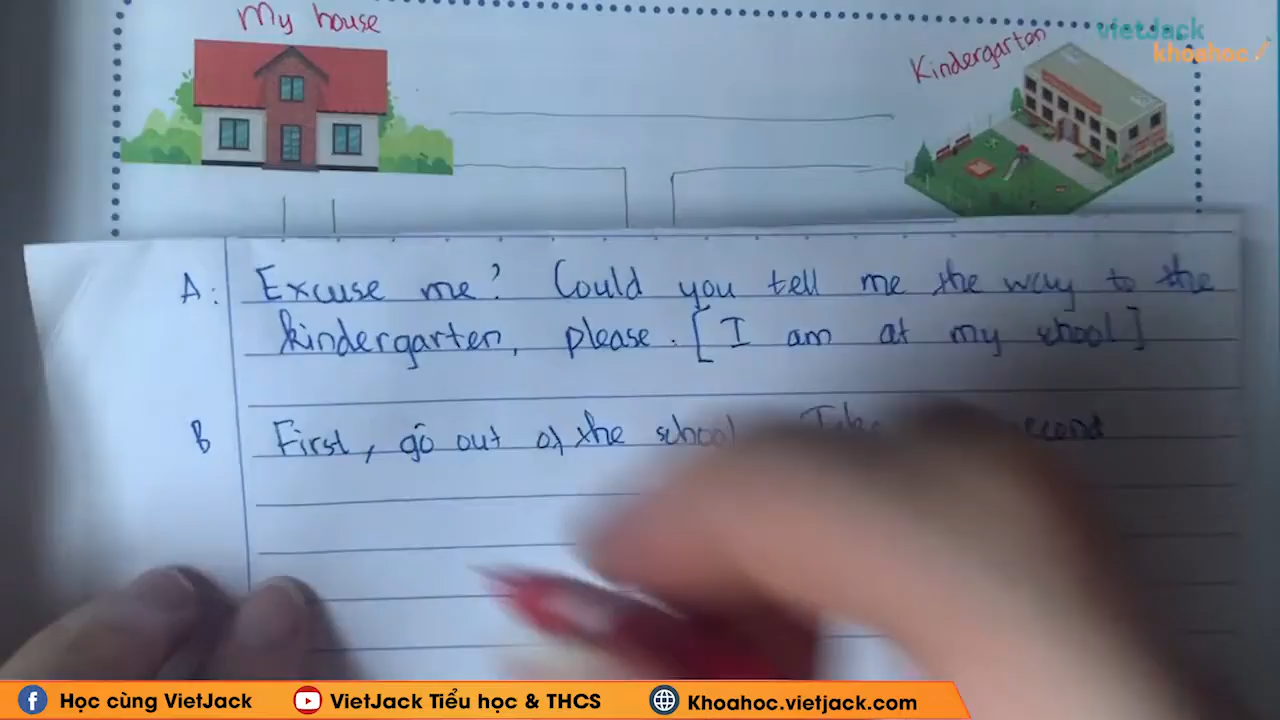 My house
Kindergarten
vietJack
khoahoc
A: Excuse me? Could you tell me the way to the
kindergarten, please. [I am at my shool]
B First, go out of the school
Học cùng VietJack
VietJack Tiểu học & THCS
Khoahoc.vietjack.com